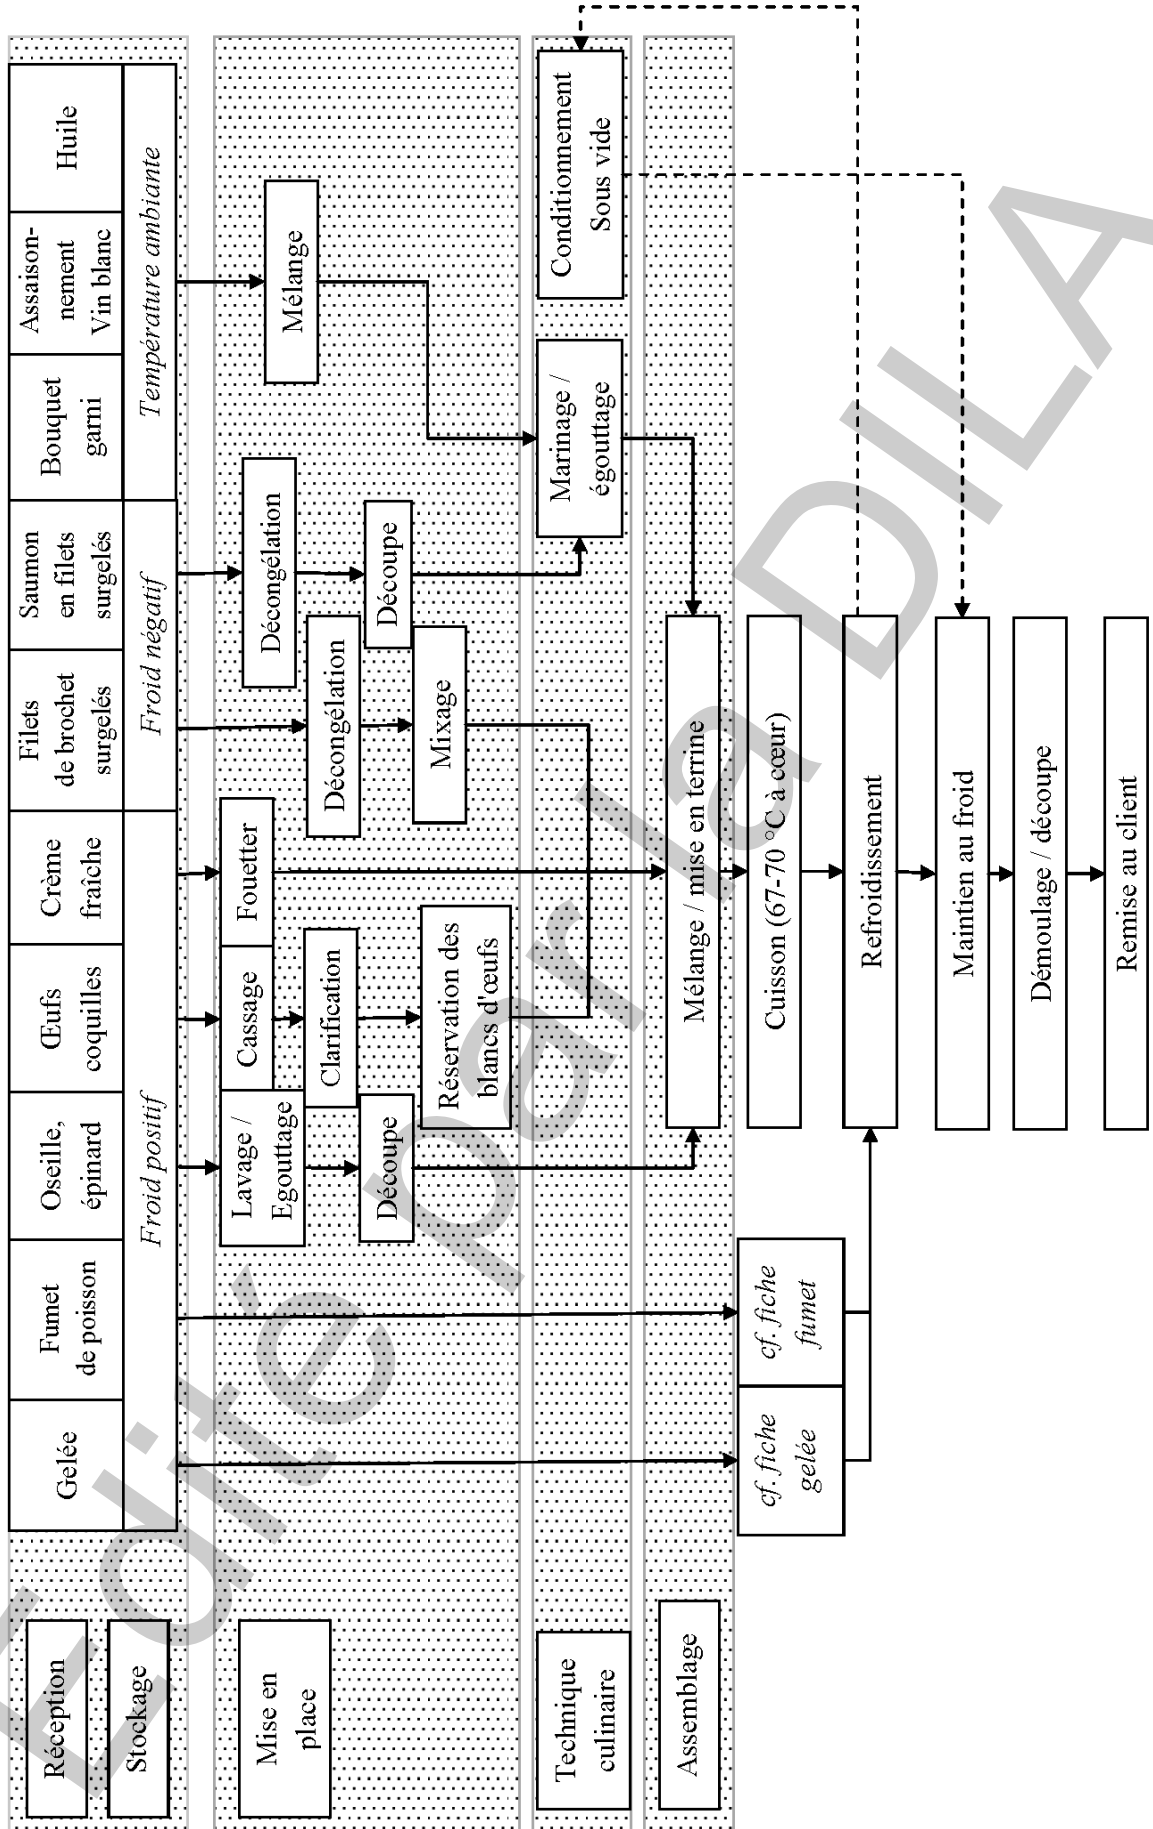 Réception
Gelée
Fumet
de poisson
Oseille,
épinard
Œufs
coquilles
Crème
fraîche
Filets
de brochet
surgelés
Saumon
en filets
surgelés
Bouquet
garni
Assaison-
nement
Vin blanc
Huile
Stockage
Froid positif
Froid négatif
Température ambiante
Mise en
place
Lavage /
Egouttage
Cassage
Fouetter
Décongélation
Mélange
Clarification
Décongélation
Découpe
Découpe
Réservation des
blancs d'œufs
Mixage
Technique
culinaire
Marinage /
égouttage
Conditionnement
Sous vide
Assemblage
Mélange / mise en terrine
cf. fiche
gelée
cf. fiche
fumet
Cuisson (67-70 °C à cœur)
Refroidissement
Maintien au froid
Démoulage / découpe
Remise au client
Edité par la DILA